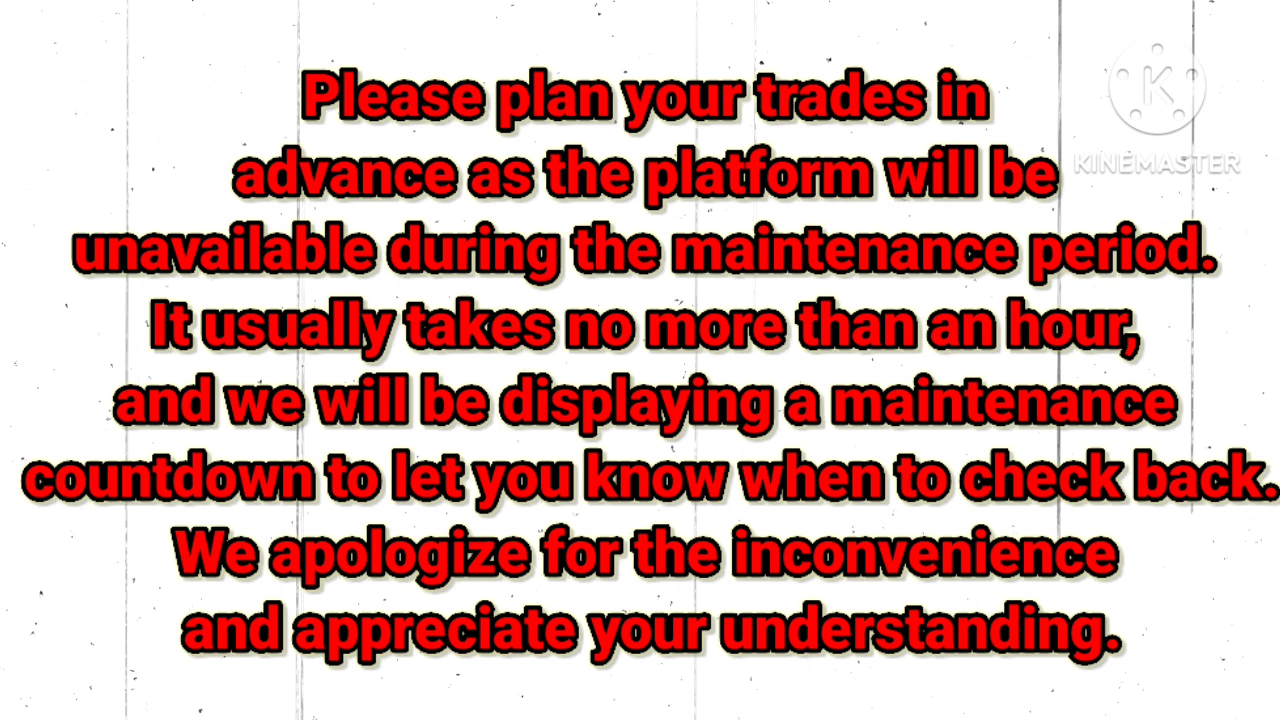 Please plan your trades in
advance as the platform will be
unavailable during the maintenance period.
It usually takes no more than an hour,
and we will be displaying a maintenance
countdown to let you know when to check back.
We apologize for the inconvenience
and appreciate your understanding.
K
KINEMASTER